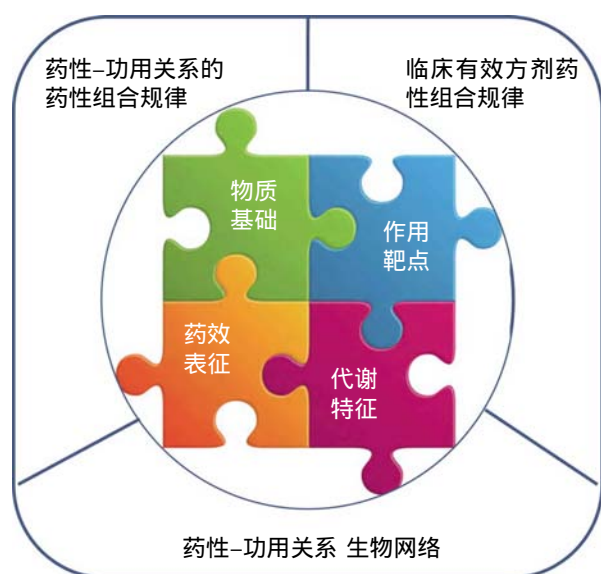 药性–功用关系的
药性组合规律
临床有效方剂药
性组合规律
物质
基础
作用
靶点
药效
表征
代谢
特征
药性–功用关系 生物网络